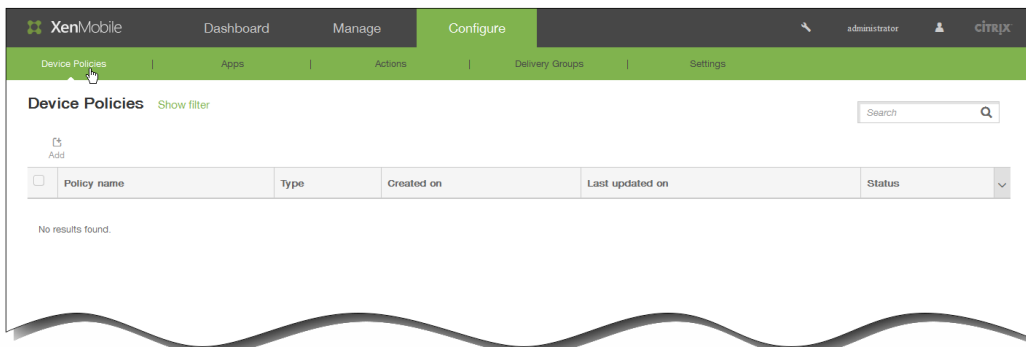 XenMobile Dashboard Manage Configure administrator CITRIX
Device Policies | Apps | Actions | Delivery Groups | Settings
Device Policies Show filter Search
Add
Policy name Type Created on Last updated on Status
No results found.